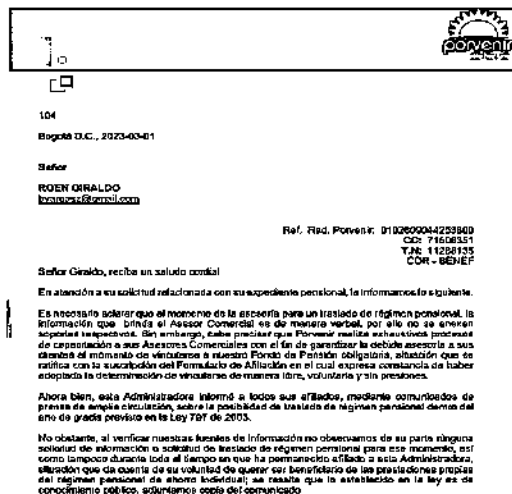 porvenir
104
Bogotá D.C., 2023-03-01
Señor
ROEN GIRALDO
Ref. Rad. Porvenir:
CC: 71606351
T.N: 11288135
COR - BENEF
Señor Giraldo, reciba un saludo cordial
En atención a su solicitud relacionada con su expediente pensional, le informamos lo siguiente.
Es necesario aclarar que al momento de la asesoría para un traslado de régimen pensional, la
información que brinda el Asesor Comercial es de manera verbal, por ello no se anexan
soportes respectivos. Sin embargo, cabe precisar que Porvenir realiza exhaustivos procesos
de capacitación a sus Asesores Comerciales con el fin de garantizar la debida asesoría a sus
clientes al momento de vincularse a nuestro Fondo de Pensión obligatoria, situación que se
ratifica con la suscripción del Formulario de Afiliación en el cual expresa constancia de haber
adoptado la determinación de vincularse de manera libre, voluntaria y sin presiones.
Ahora bien, esta Administradora informó a todos sus afiliados, mediante comunicados de
prensa de amplia circulación, sobre la posibilidad de traslado de régimen pensional dentro del
año de gracia previsto en la Ley 797 de 2003.
No obstante, al verificar nuestras fuentes de información no observamos de su parte ninguna
solicitud de información o solicitud de traslado de régimen pensional para ese momento, así
como tampoco durante todo el tiempo en que ha permanecido afiliado a esta Administradora,
situación que da cuenta de su voluntad de querer ser beneficiario de las prestaciones propias
del régimen pensional de ahorro individual; se resalta que lo establecido en la ley es de
conocimiento público, adjuntamos copia del comunicado